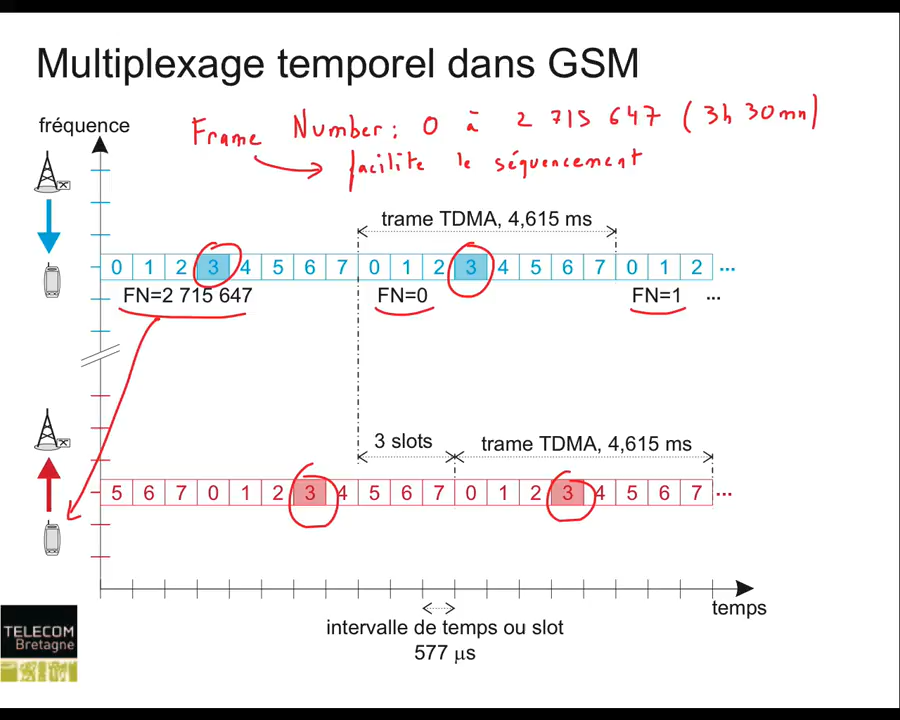 Multiplexage temporel dans GSM
fréquence
Frame Number : 0 à 2 715 647 (3h 30mn)
facilite le séquencement
trame TDMA, 4,615 ms
0 1 2 3 4 5 6 7 0 1 2 3 4 5 6 7 0 1 2 ...
FN=2 715 647 FN=0 FN=1 ...
3 slots trame TDMA, 4,615 ms
5 6 7 0 1 2 3 4 5 6 7 0 1 2 3 4 5 6 7 ...
temps
intervalle de temps ou slot
577 μs
TELECOM
Bretagne